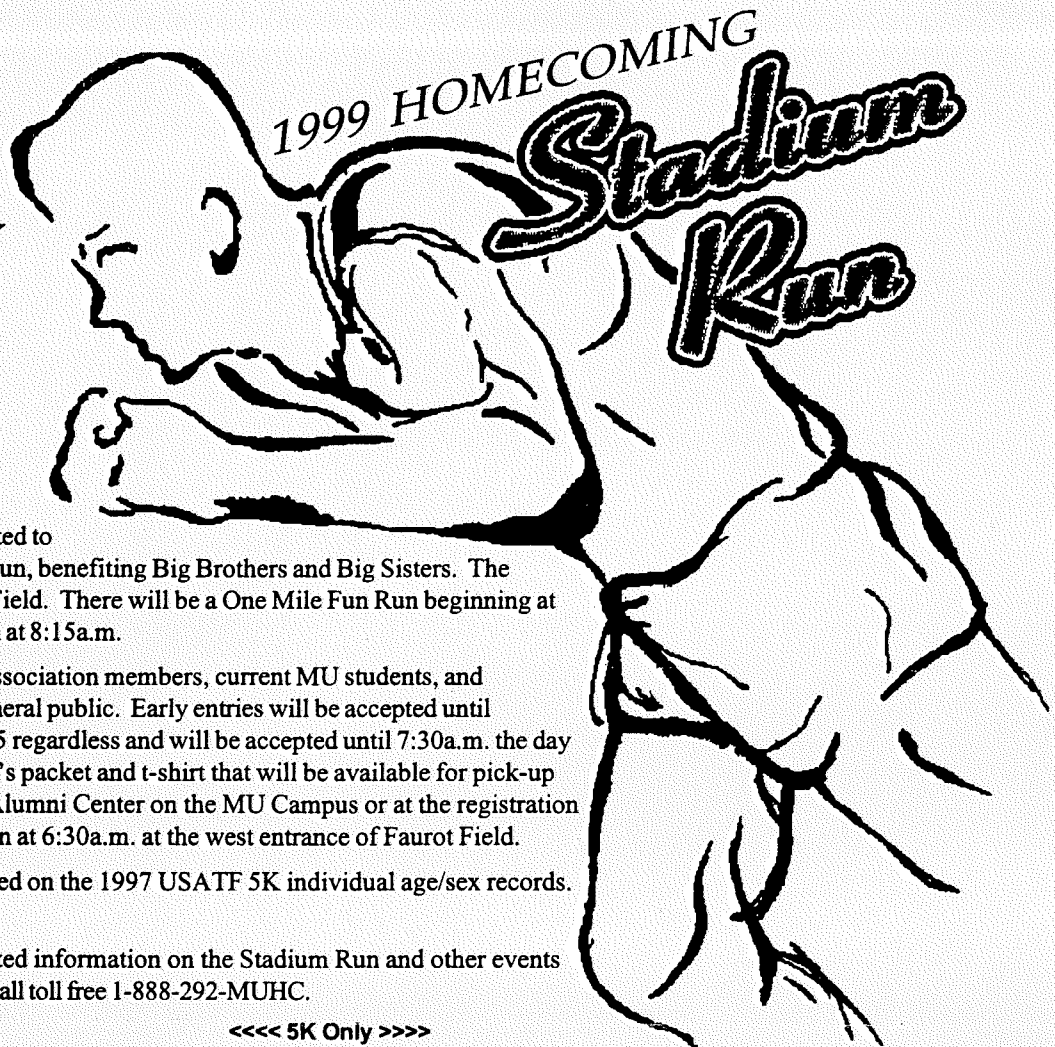 1999 HOMECOMING
Stadium
Run
ted to
un, benefiting Big Brothers and Big Sisters. The
Field. There will be a One Mile Fun Run beginning at
at 8:15a.m.
ssociation members, current MU students, and
neral public. Early entries will be accepted until
5 regardless and will be accepted until 7:30a.m. the day
's packet and t-shirt that will be available for pick-up
Alumni Center on the MU Campus or at the registration
n at 6:30a.m. at the west entrance of Faurot Field.
ed on the 1997 USATF 5K individual age/sex records.
ted information on the Stadium Run and other events
all toll free 1-888-292-MUHC.
<<<< 5K Only >>>>